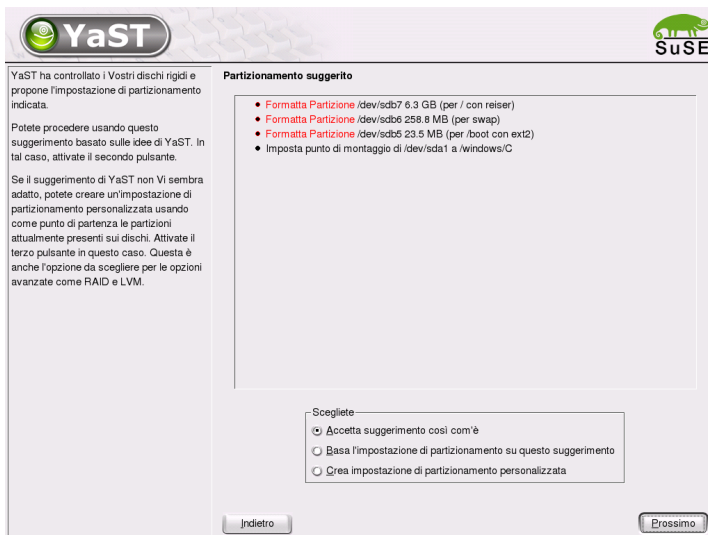 YaST
SuSE
YaST ha controllato i Vostri dischi rigidi e
propone l'impostazione di partizionamento
indicata.
Potete procedere usando questo
suggerimento basato sulle idee di YaST. In
tal caso, attivate il secondo pulsante.
Se il suggerimento di YaST non Vi sembra
adatto, potete creare un'impostazione di
partizionamento personalizzata usando
come punto di partenza le partizioni
attualmente presenti sui dischi. Attivate il
terzo pulsante in questo caso. Questa è
anche l'opzione da scegliere per le opzioni
avanzate come RAID e LVM.
Partizionamento suggerito
Formatta Partizione /dev/sdb7 6.3 GB (per / con reiser)
Formatta Partizione /dev/sdb6 258.8 MB (per swap)
Formatta Partizione /dev/sdb5 23.5 MB (per /boot con ext2)
Imposta punto di montaggio di /dev/sda1 a /windows/C
Scegliete
Accetta suggerimento così com'è
Basa l'impostazione di partizionamento su questo suggerimento
Crea impostazione di partizionamento personalizzata
Indietro
Prossimo